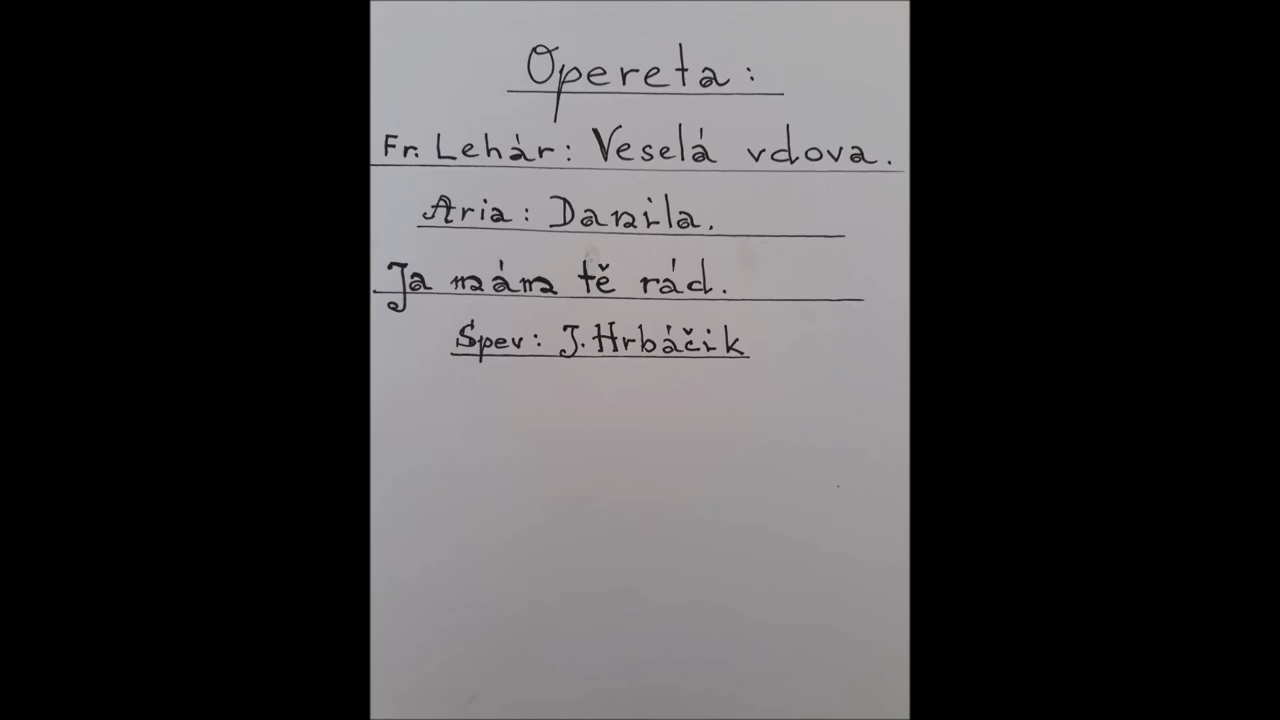 Opereta:
Fr. Lehár: Veselá vdova.
Aria: Danila.
Ja mám tě rád.
Spev: J. Hrbáčik